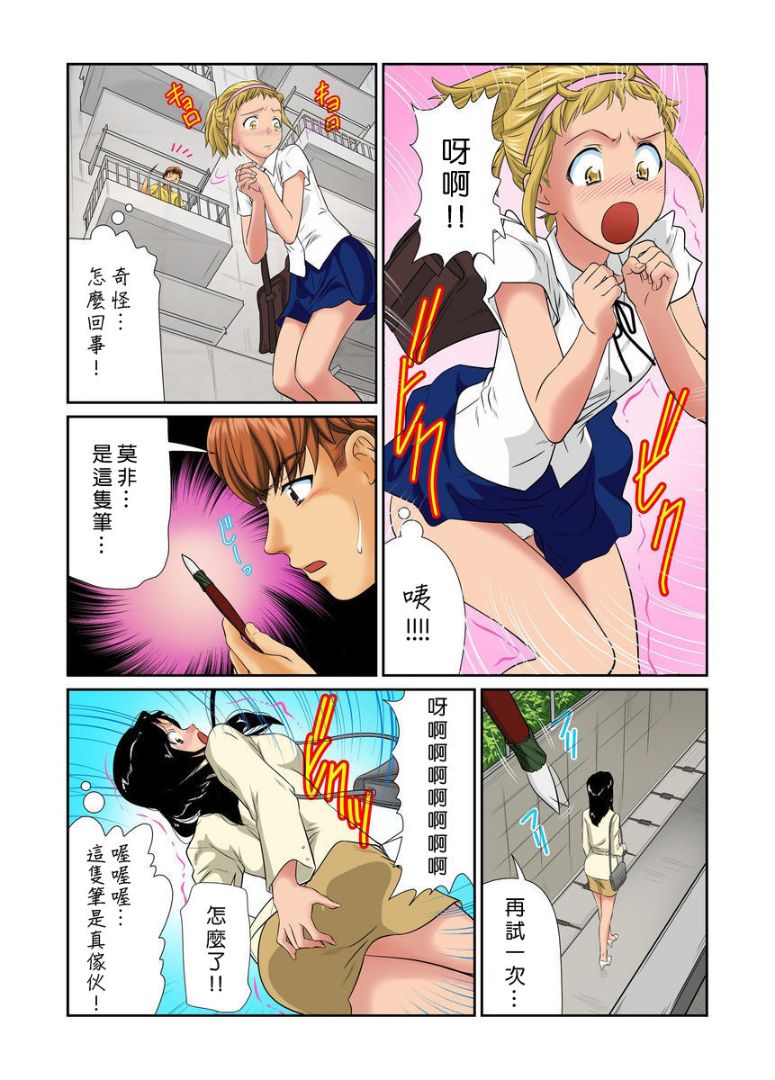 呀啊!!
ビビクッ
ビビクッ
咦
!!!!
キョロ
キョロ
奇怪…
怎麼回事！
莫非…
是這隻筆…
じーっ
再試一次…
呀啊啊啊啊啊啊啊
怎麼了!!
喔喔喔…
這隻筆是真傢伙！